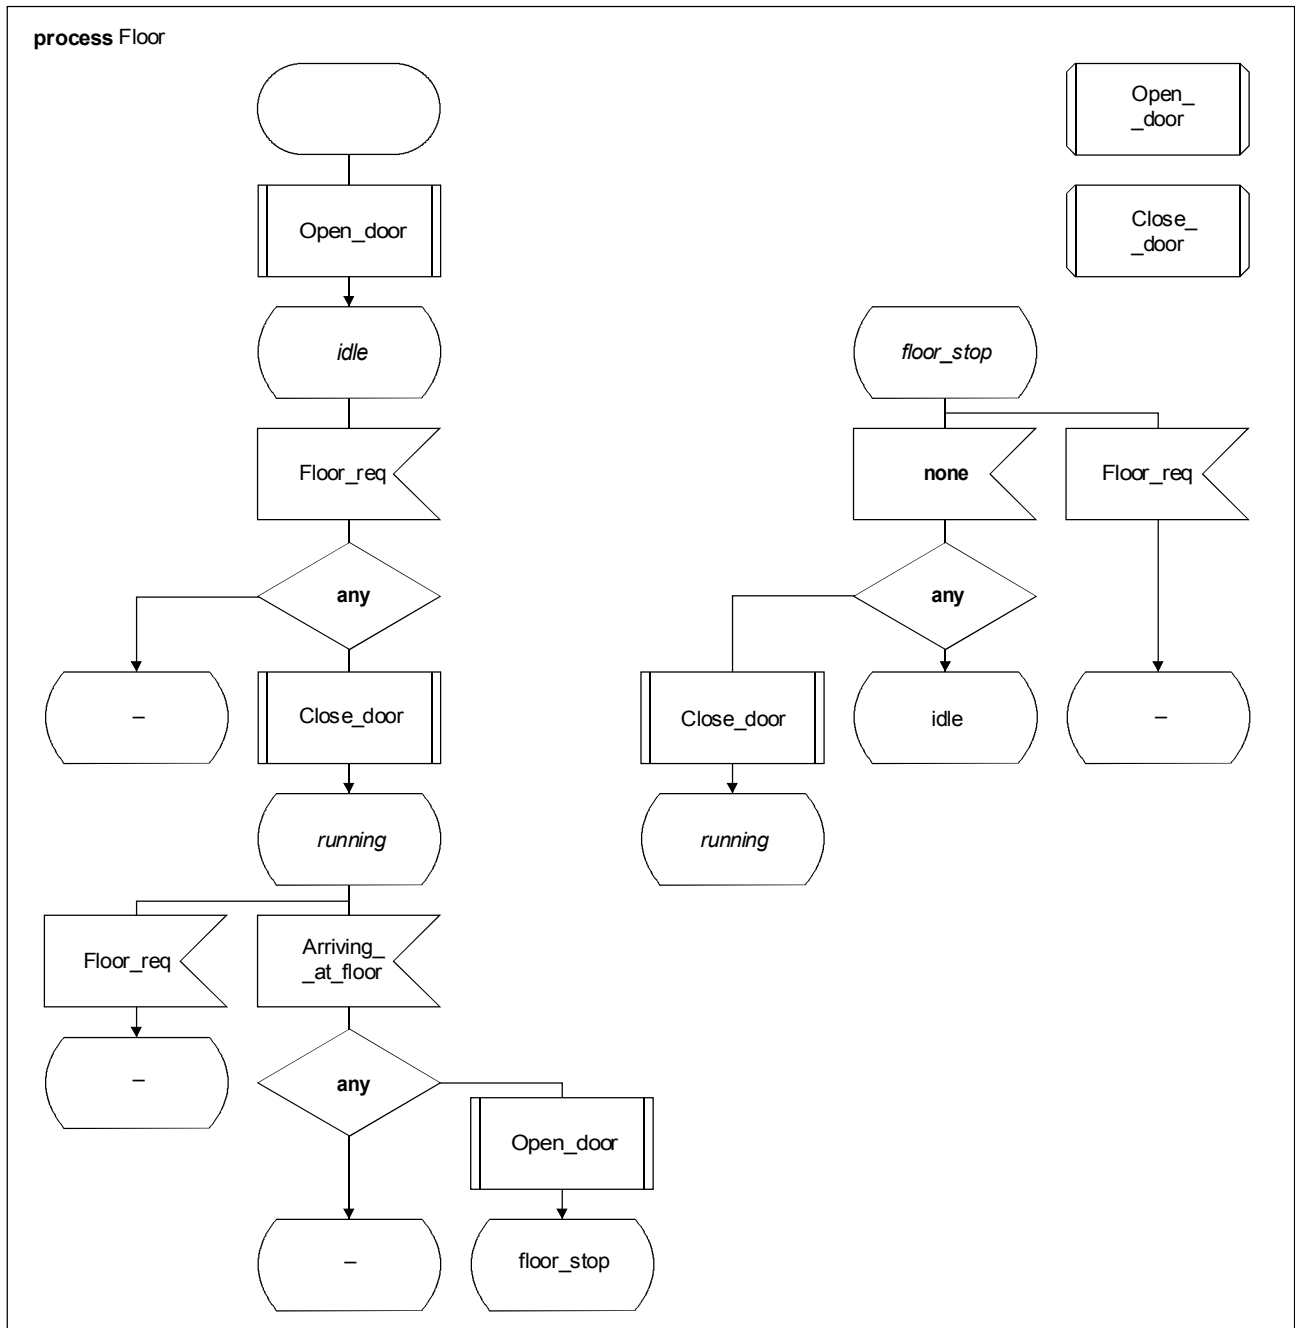 process Floor
Open_
_door
Open_door
Close_
_door
idle
floor_stop
Floor_req
none
Floor_req
any
any
–
Close_door
Close_door
idle
–
running
running
Floor_req
Arriving_
_at_floor
–
any
Open_door
–
floor_stop